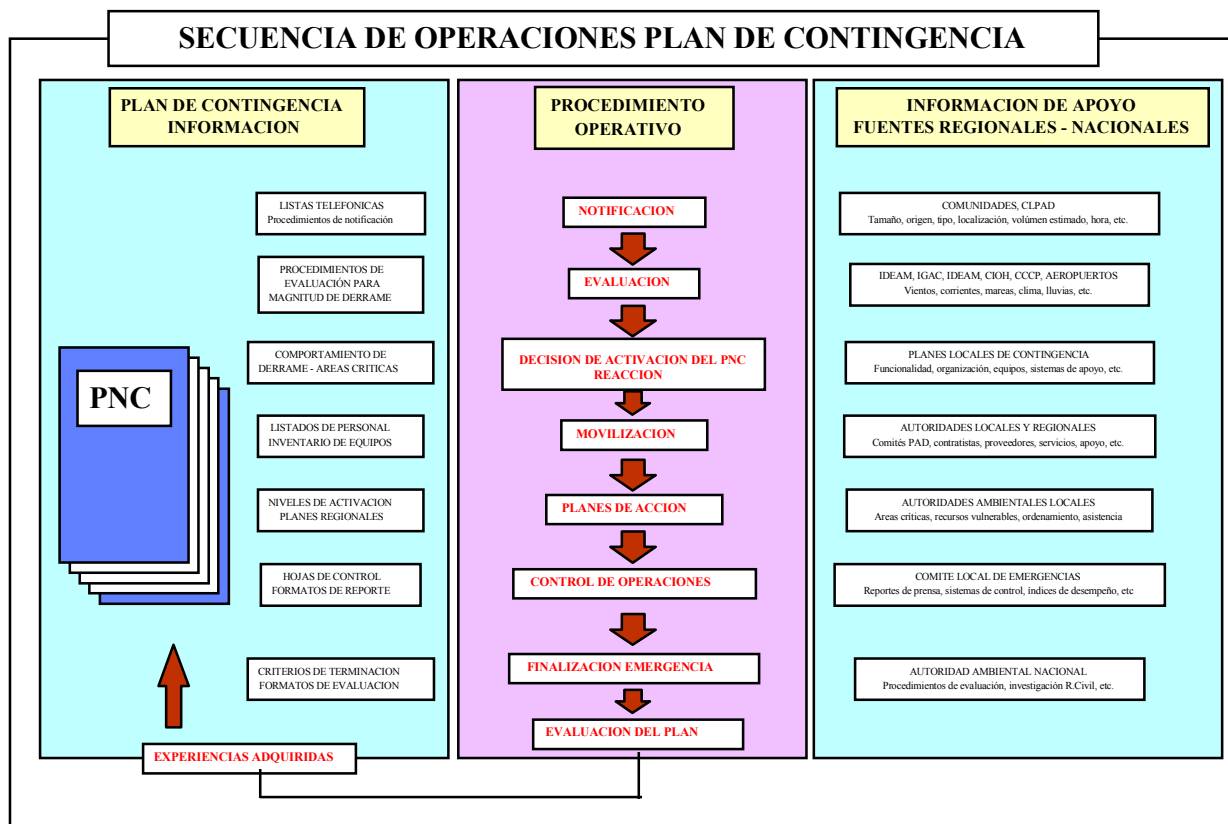 SECUENCIA DE OPERACIONES PLAN DE CONTINGENCIA
PLAN DE CONTINGENCIA
INFORMACION
LISTAS TELEFONICAS
Procedimientos de notificación
PROCEDIMIENTOS DE
EVALUACIÓN PARA
MAGNITUD DE DERRAME
COMPORTAMIENTO DE
DERRAME - AREAS CRITICAS
PNC
LISTADOS DE PERSONAL
INVENTARIO DE EQUIPOS
NIVELES DE ACTIVACION
PLANES REGIONALES
HOJAS DE CONTROL
FORMATOS DE REPORTE
CRITERIOS DE TERMINACION
FORMATOS DE EVALUACION
EXPERIENCIAS ADQUIRIDAS
PROCEDIMIENTO
OPERATIVO
NOTIFICACION
EVALUACION
DECISION DE ACTIVACION DEL PNC
REACCION
MOVILIZACION
PLANES DE ACCION
CONTROL DE OPERACIONES
FINALIZACION EMERGENCIA
EVALUACION DEL PLAN
INFORMACION DE APOYO
FUENTES REGIONALES - NACIONALES
COMUNIDADES, CLPAD
Tamaño, origen, tipo, localización, volúmen estimado, hora, etc.
IDEAM, IGAC, IDEAM, CIOH, CCCP, AEROPUERTOS
Vientos, corrientes, mareas, clima, lluvias, etc.
PLANES LOCALES DE CONTINGENCIA
Funcionalidad, organización, equipos, sistemas de apoyo, etc.
AUTORIDADES LOCALES Y REGIONALES
Comités PAD, contratistas, proveedores, servicios, apoyo, etc.
AUTORIDADES AMBIENTALES LOCALES
Areas críticas, recursos vulnerables, ordenamiento, asistencia
COMITE LOCAL DE EMERGENCIAS
Reportes de prensa, sistemas de control, índices de desempeño, etc
AUTORIDAD AMBIENTAL NACIONAL
Procedimientos de evaluación, investigación R.Civil, etc.